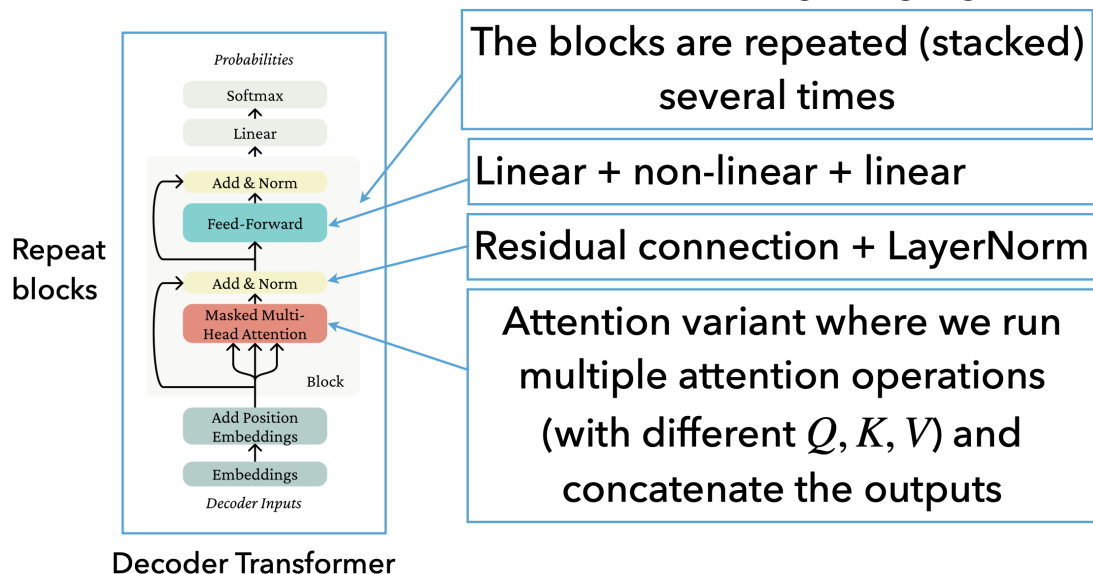 The blocks are repeated (stacked)
several times
Linear + non-linear + linear
Residual connection + LayerNorm
Attention variant where we run
multiple attention operations
(with different Q, K, V) and
concatenate the outputs
Repeat
blocks
Probabilities
Softmax
Linear
Add & Norm
Feed-Forward
Add & Norm
Masked Multi-
Head Attention
Block
Add Position
Embeddings
Embeddings
Decoder Inputs
Decoder Transformer